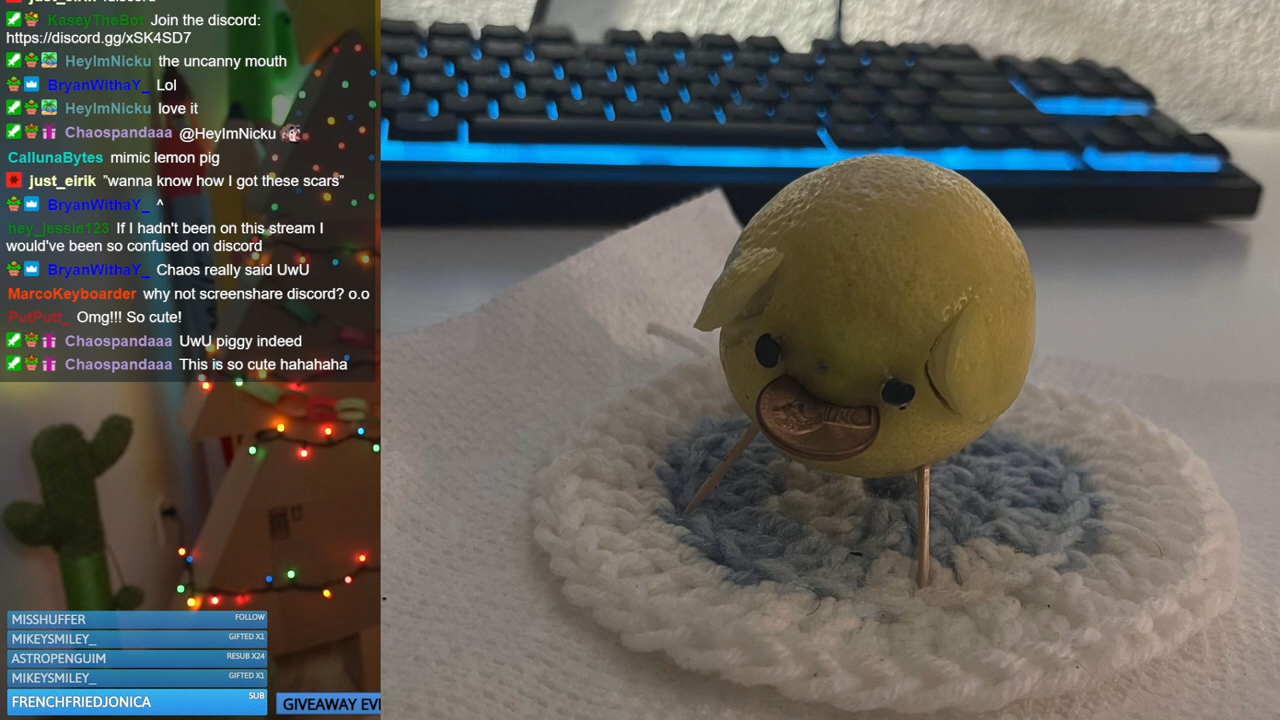 just_eirik
KaseyTheBot Join the discord:
https://discord.gg/xSK4SD7
HeyImNicku the uncanny mouth
BryanWithaY_ Lol
HeyImNicku love it
Chaospandaaa @HeyImNicku
CallunaBytes mimic lemon pig
just_eirik "wanna know how I got these scars"
BryanWithaY_ ^
hey_jessie123 If I hadn't been on this stream I
would've been so confused on discord
BryanWithaY_ Chaos really said UwU
MarcoKeyboarder why not screenshare discord? o.o
PutPutt_ Omg!!! So cute!
Chaospandaaa UwU piggy indeed
Chaospandaaa This is so cute hahahaha
MISSHUFFER FOLLOW
MIKEYSMILEY_ GIFTED X1
ASTROPENGUIM RESUB X24
MIKEYSMILEY_ GIFTED X1
FRENCHFRIEDJONICA SUB
GIVEAWAY